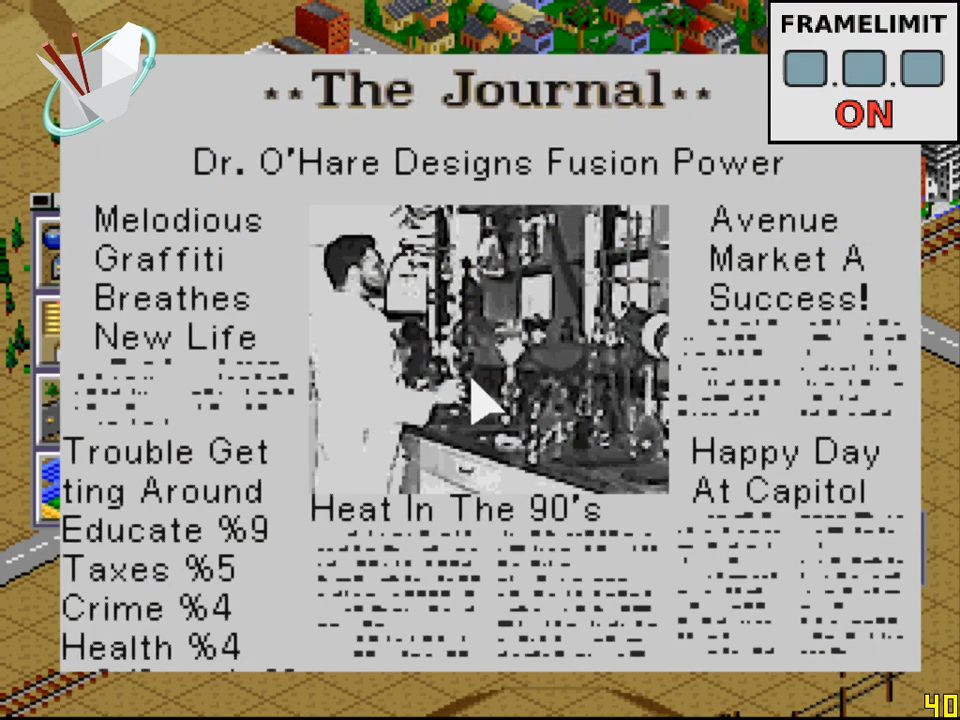 FRAMELIMIT
ON
**The Journal**
Dr. O'Hare Designs Fusion Power
Melodious
Graffiti
Breathes
New Life
Trouble Get
ting Around
Educate %9
Taxes %5
Crime %4
Health %4
Heat In The 90's
Avenue
Market A
Success!
Happy Day
At Capitol
40